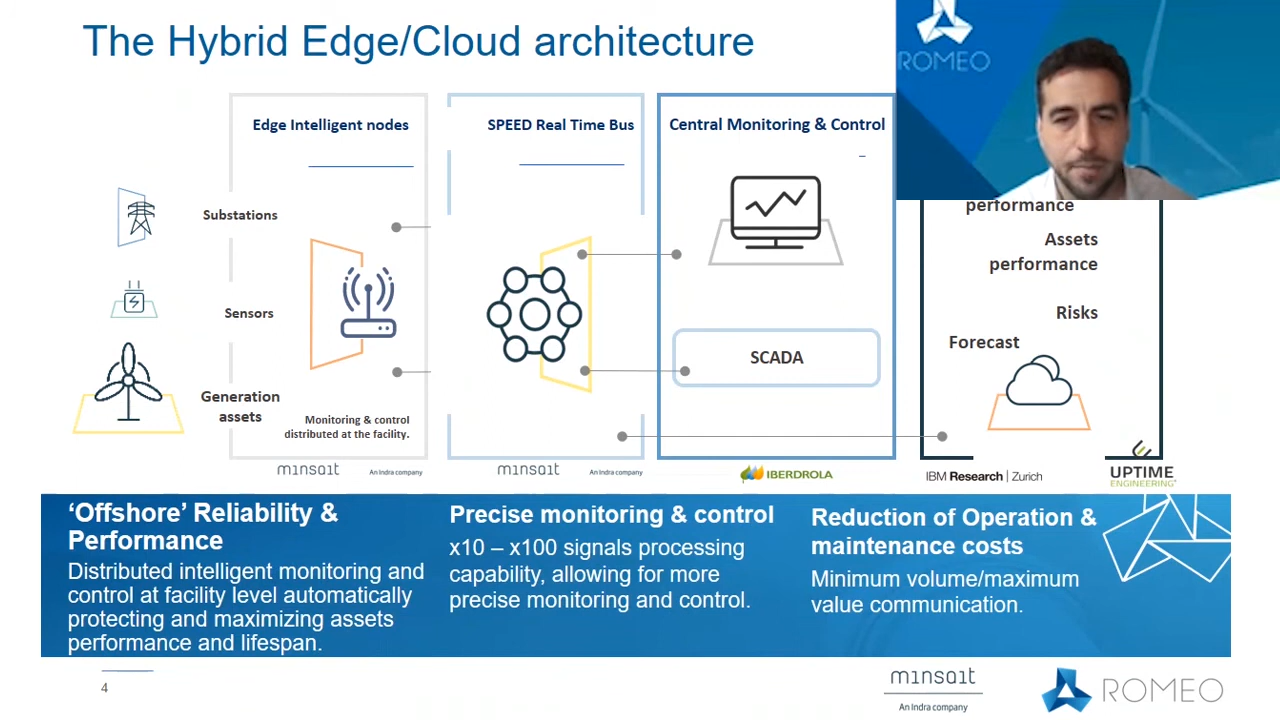 The Hybrid Edge/Cloud architecture
ROMEO
Edge Intelligent nodes
SPEED Real Time Bus
Central Monitoring & Control
Substations
Sensors
Generation
assets
Monitoring & control
distributed at the facility.
SCADA
performance
Assets
performance
Risks
Forecast
minsait
An Indra company
minsait
An Indra company
IBERDROLA
IBM Research | Zurich
UPTIME
ENGINEERING
‘Offshore’ Reliability &
Performance
Distributed intelligent monitoring and
control at facility level automatically
protecting and maximizing assets
performance and lifespan.
Precise monitoring & control
x10 – x100 signals processing
capability, allowing for more
precise monitoring and control.
Reduction of Operation &
maintenance costs
Minimum volume/maximum
value communication.
4
minsait
An Indra company
ROMEO